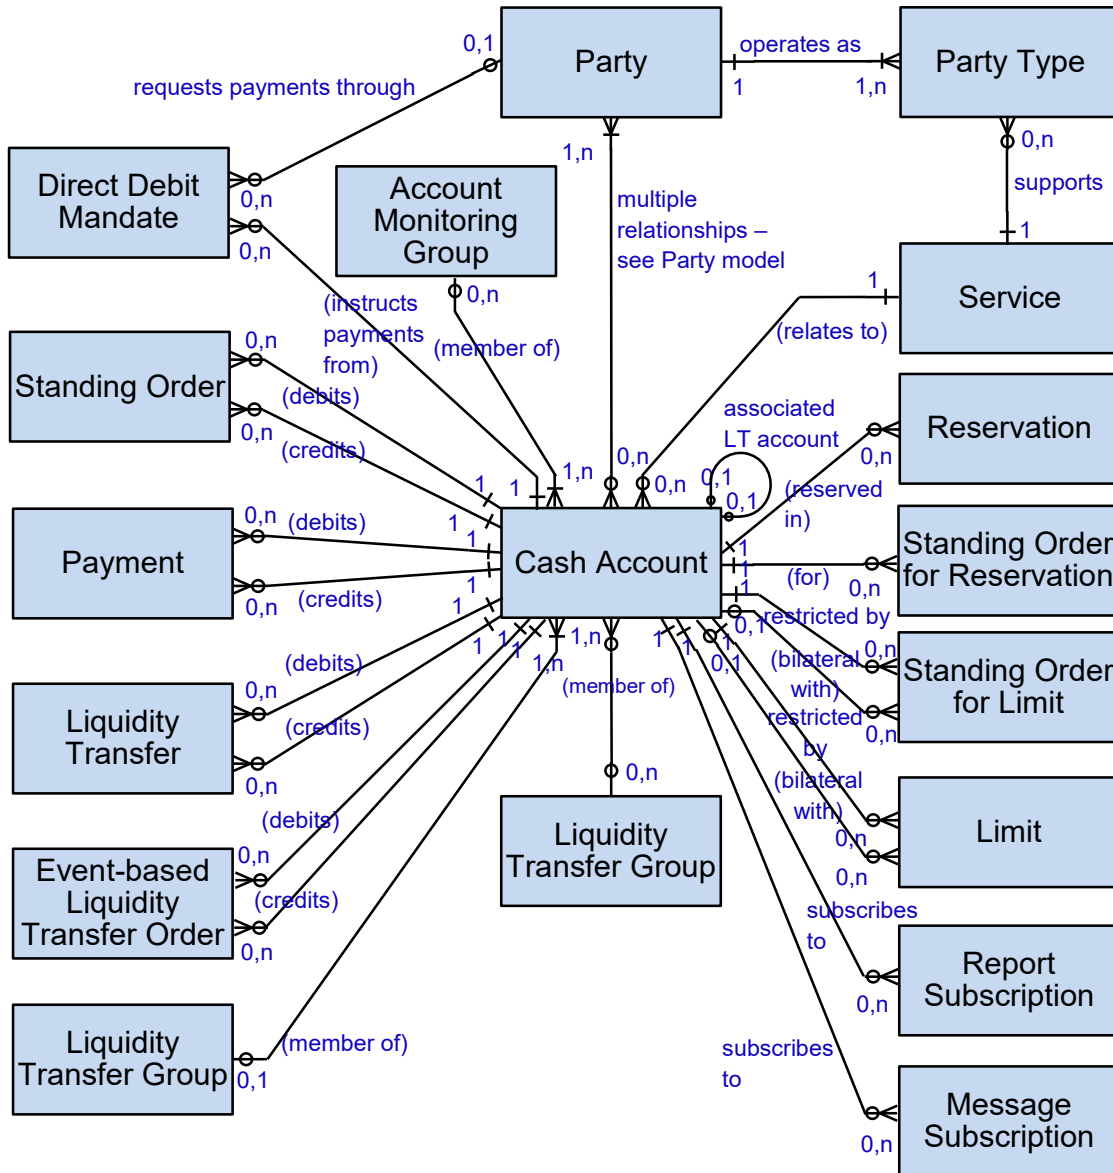 0,1
Party
operates as
1
1,n
Party Type
requests payments through
1,n
0,n
supports
1
Direct Debit
Mandate
0,n
0,n
Account
Monitoring
Group
0,n
multiple
relationships –
see Party model
Service
1
(relates to)
(instructs
payments
from)
(member of)
Standing Order
0,n
0,n
(debits)
(credits)
associated
LT account
0,1
0,1
Reservation
0,n
(reserved
in)
1
1
1
1,n
0,n
0,n
Payment
0,n
0,n
(debits)
(credits)
1
1
1
Cash Account
1
1
Standing Order
for Reservation
(for)
0,n
Liquidity
Transfer
0,n
0,n
(debits)
(credits)
1
1
1
1
1,n
1,n
(member of)
1
0,1
restricted by
(bilateral
with)
0,n
0,n
Standing Order
for Limit
1
1
1
0,1
restricted
by
(bilateral
with)
0,n
0,n
Limit
0,n
Liquidity
Transfer Group
Event-based
Liquidity
Transfer Order
0,n
0,n
(debits)
(credits)
subscribes
to
0,n
Report
Subscription
Liquidity
Transfer Group
0,1
(member of)
subscribes
to
0,n
Message
Subscription